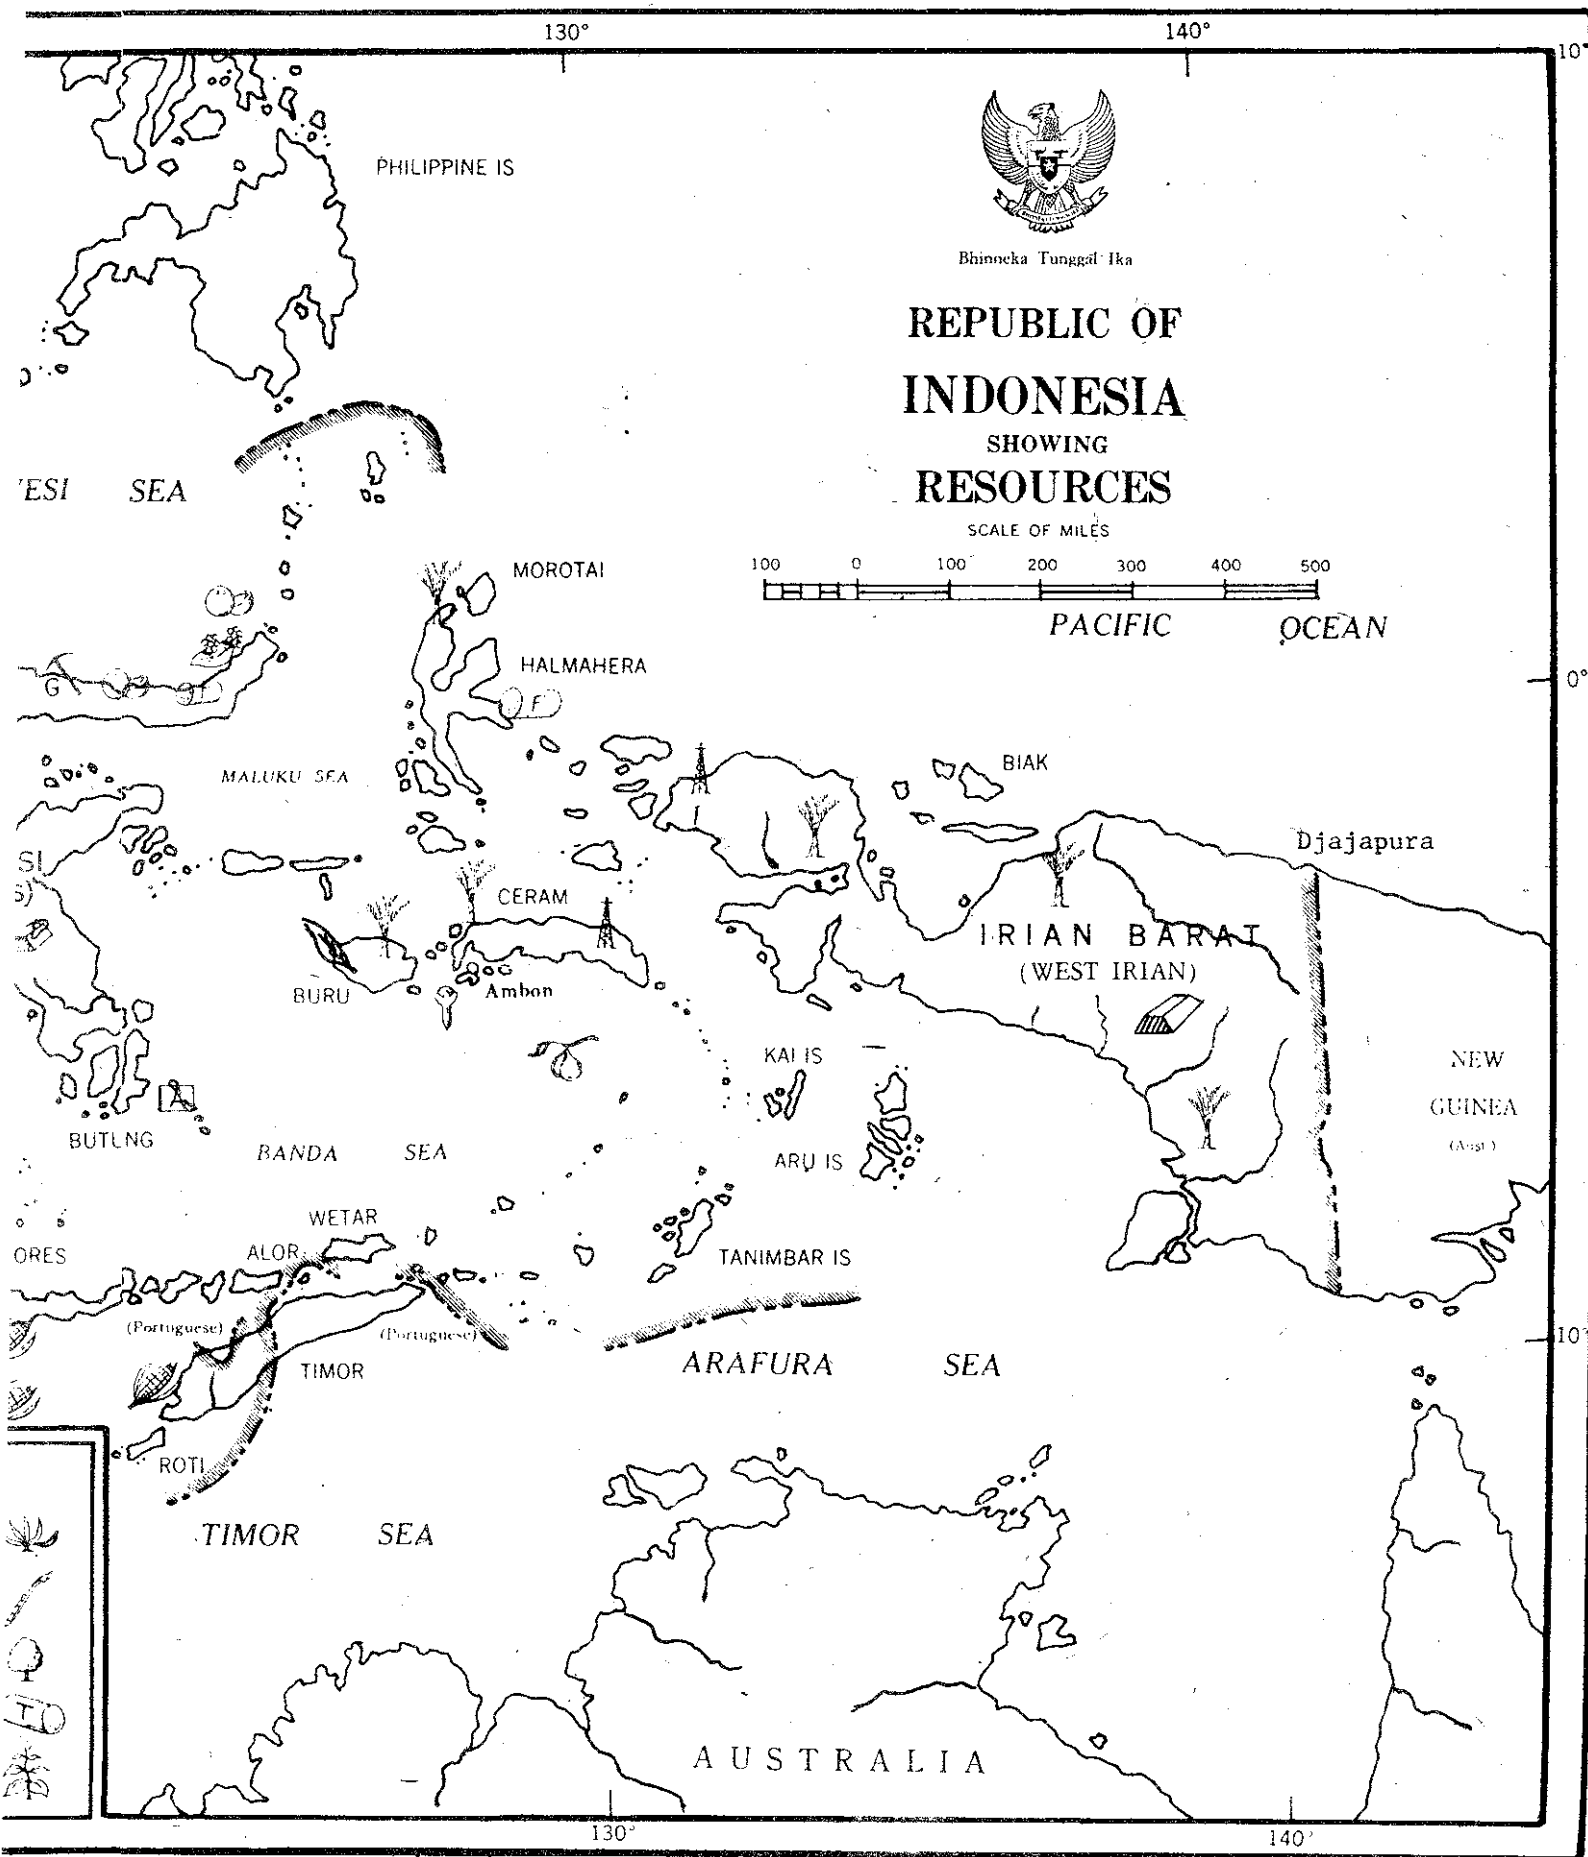 130°
140°
10°
PHILIPPINE IS
Bhinneka Tunggal Ika
REPUBLIC OF
INDONESIA
SHOWING
RESOURCES
SCALE OF MILES
100 0 100 200 300 400 500
PACIFIC OCEAN
'ESI SEA
MOROTAI
HALMAHERA
F
G
0°
MALUKU SEA
BIAK
Djajapura
SI
S)
CERAM
IRIAN BARAT
(WEST IRIAN)
BURU
Ambon
KAI IS
NEW
GUINEA
(Aust.)
A
BUTUNG
BANDA SEA
ARU IS
WETAR
ORES
ALOR
TANIMBAR IS
(Portuguese)
(Portuguese)
10°
TIMOR
ARAFURA SEA
ROTI
TIMOR SEA
T
AUSTRALIA
130°
140°